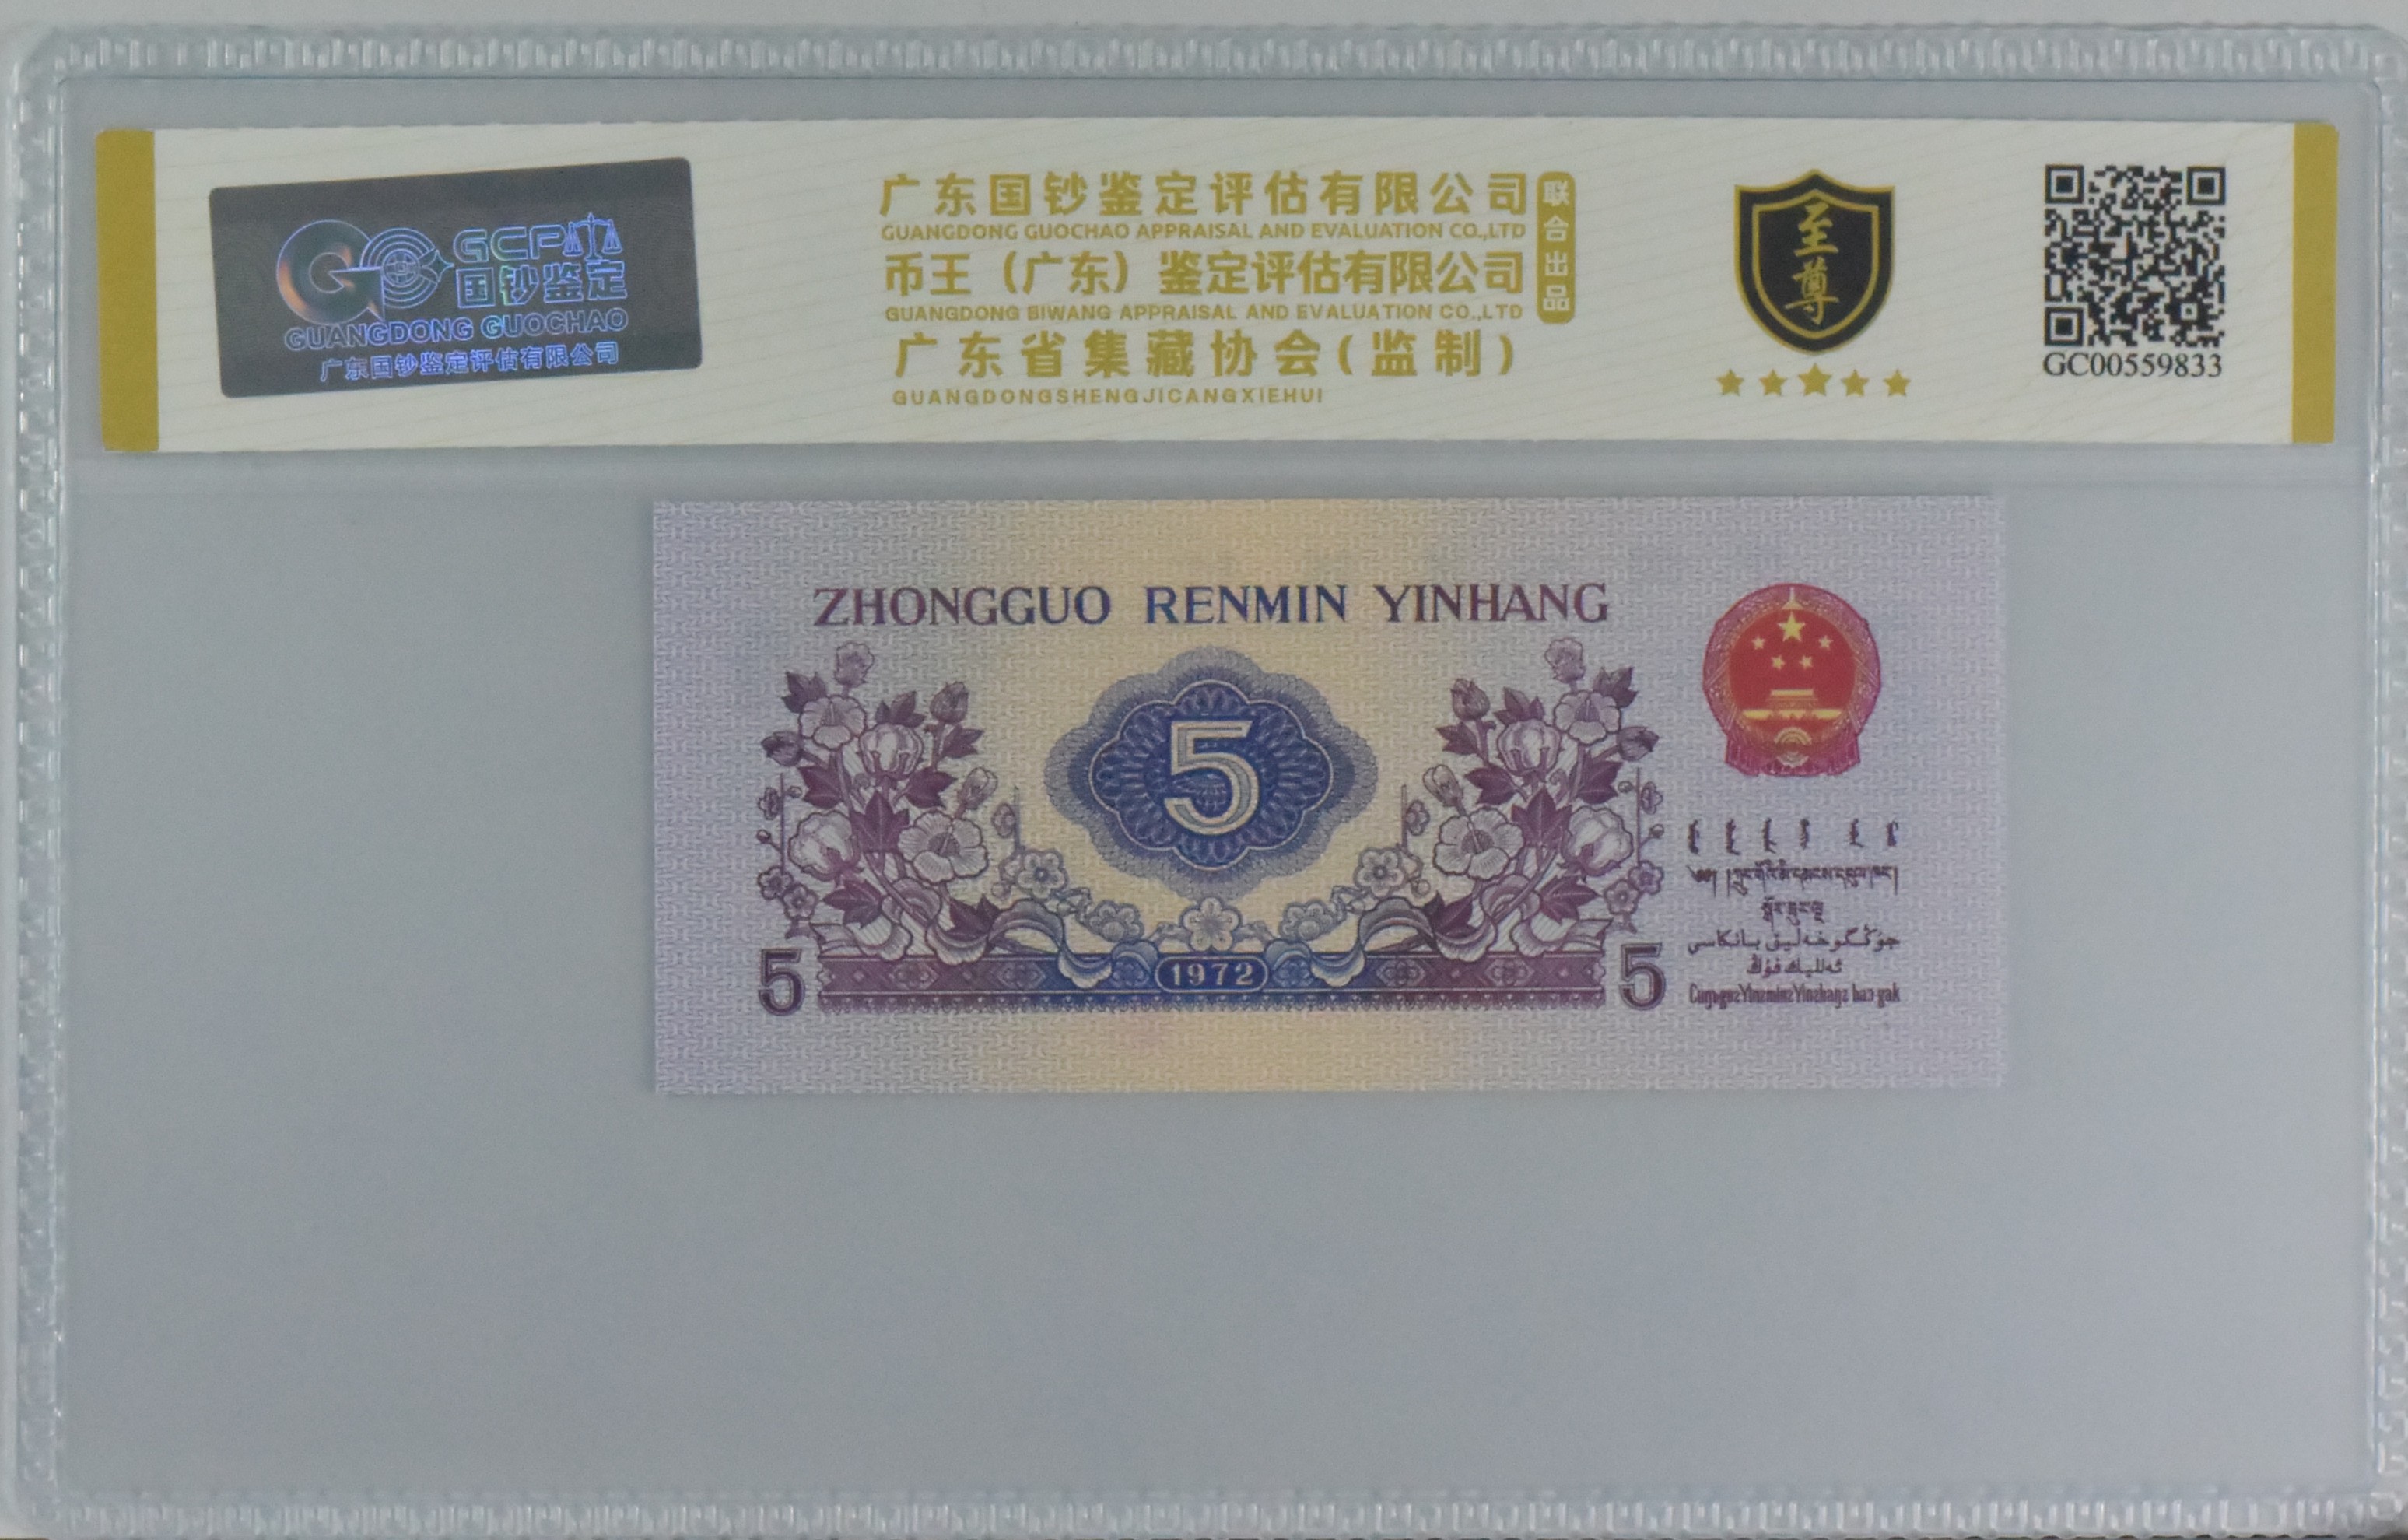 GCP
国钞鉴定
GUANGDONG GUOCHAO
广东国钞鉴定评估有限公司
广东国钞鉴定评估有限公司
GUANGDONG GUOCHAO APPRAISAL AND EVALUATION CO.,LTD
币王（广东）鉴定评估有限公司
GUANGDONG BIWANG APPRAISAL AND EVALUATION CO.,LTD
广东省集藏协会(监制)
GUANGDONGSHENGJICANGXIEHUI
联合出品
至尊
GC00559833
ZHONGGUO RENMIN YINHANG
5
1972
5
5
جۇڭگو خەلىق بانكاسى